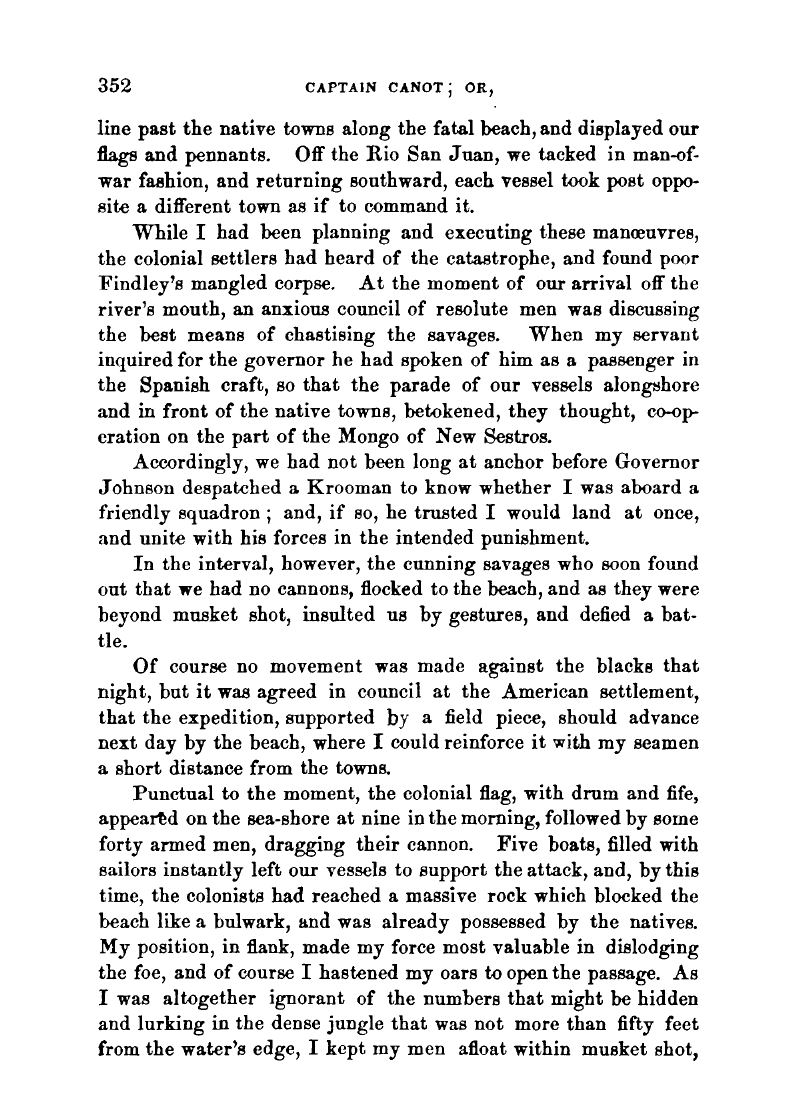 352 CAPTAIN CANOT; OR,
line past the native towns along the fatal beach, and displayed our
flags and pennants. Off the Rio San Juan, we tacked in man-of-
war fashion, and returning southward, each vessel took post oppo-
site a different town as if to command it.
While I had been planning and executing these manœuvres,
the colonial settlers had heard of the catastrophe, and found poor
Findley's mangled corpse. At the moment of our arrival off the
river's mouth, an anxious council of resolute men was discussing
the best means of chastising the savages. When my servant
inquired for the governor he had spoken of him as a passenger in
the Spanish craft, so that the parade of our vessels alongshore
and in front of the native towns, betokened, they thought, co-op-
eration on the part of the Mongo of New Sestros.
Accordingly, we had not been long at anchor before Governor
Johnson despatched a Krooman to know whether I was aboard a
friendly squadron; and, if so, he trusted I would land at once,
and unite with his forces in the intended punishment.
In the interval, however, the cunning savages who soon found
out that we had no cannons, flocked to the beach, and as they were
beyond musket shot, insulted us by gestures, and defied a bat-
tle.
Of course no movement was made against the blacks that
night, but it was agreed in council at the American settlement,
that the expedition, supported by a field piece, should advance
next day by the beach, where I could reinforce it with my seamen
a short distance from the towns.
Punctual to the moment, the colonial flag, with drum and fife,
appeared on the sea-shore at nine in the morning, followed by some
forty armed men, dragging their cannon. Five boats, filled with
sailors instantly left our vessels to support the attack, and, by this
time, the colonists had reached a massive rock which blocked the
beach like a bulwark, and was already possessed by the natives.
My position, in flank, made my force most valuable in dislodging
the foe, and of course I hastened my oars to open the passage. As
I was altogether ignorant of the numbers that might be hidden
and lurking in the dense jungle that was not more than fifty feet
from the water's edge, I kept my men afloat within musket shot,